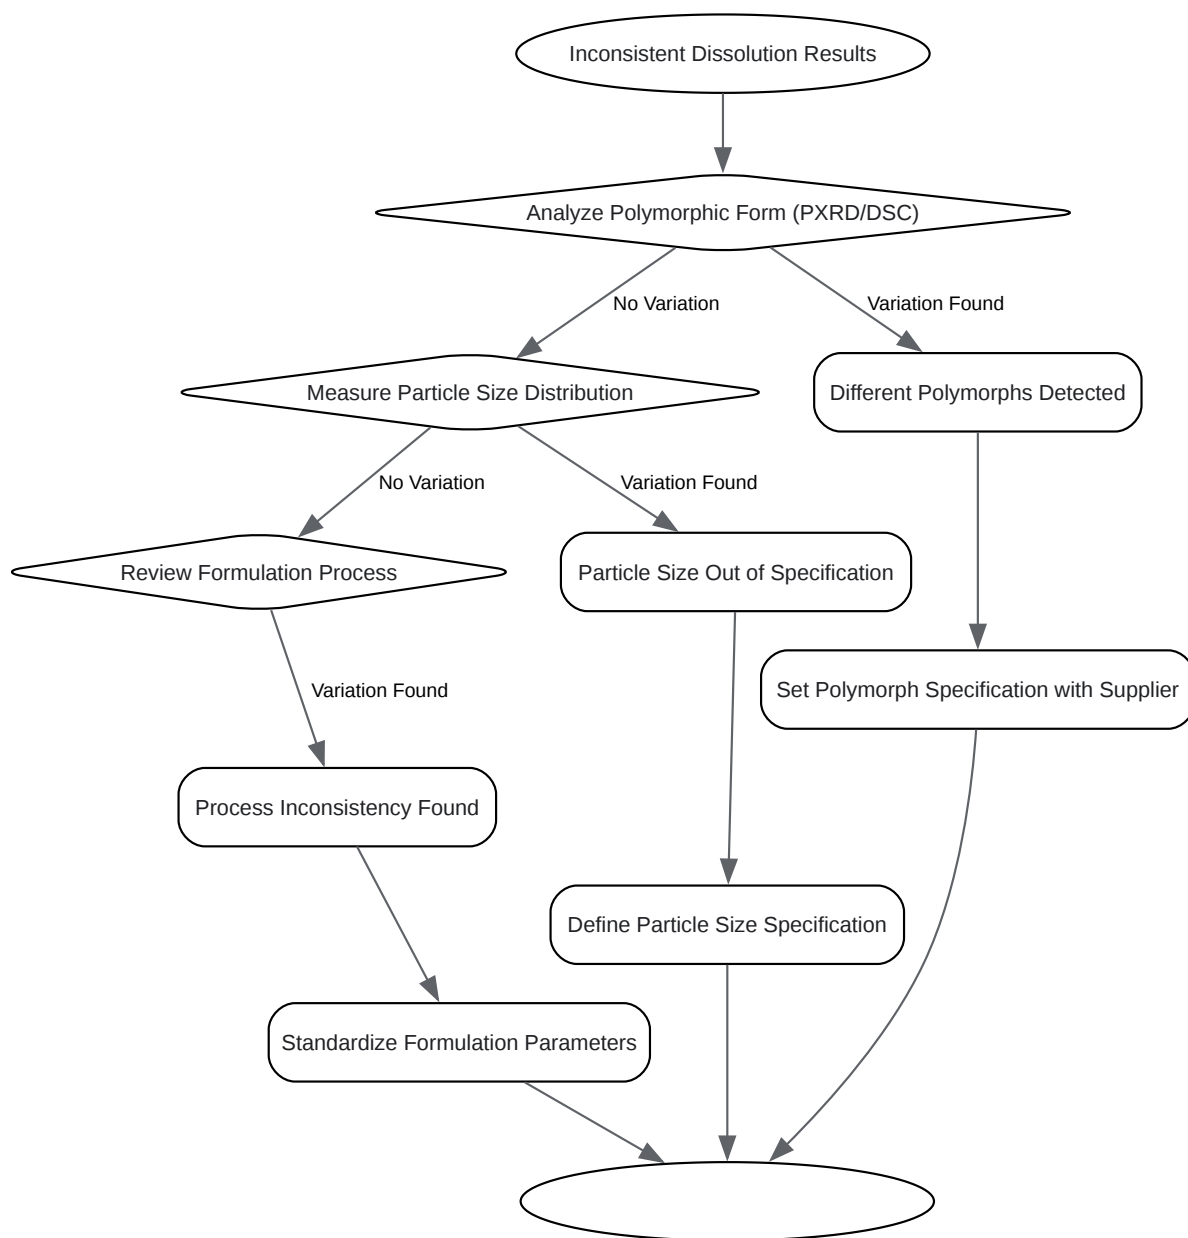 Inconsistent Dissolution Results
Analyze Polymorphic Form (PXRD/DSC)
No Variation
Variation Found
Measure Particle Size Distribution
Different Polymorphs Detected
No Variation
Variation Found
Review Formulation Process
Particle Size Out of Specification
Variation Found
Set Polymorph Specification with Supplier
Process Inconsistency Found
Define Particle Size Specification
Standardize Formulation Parameters